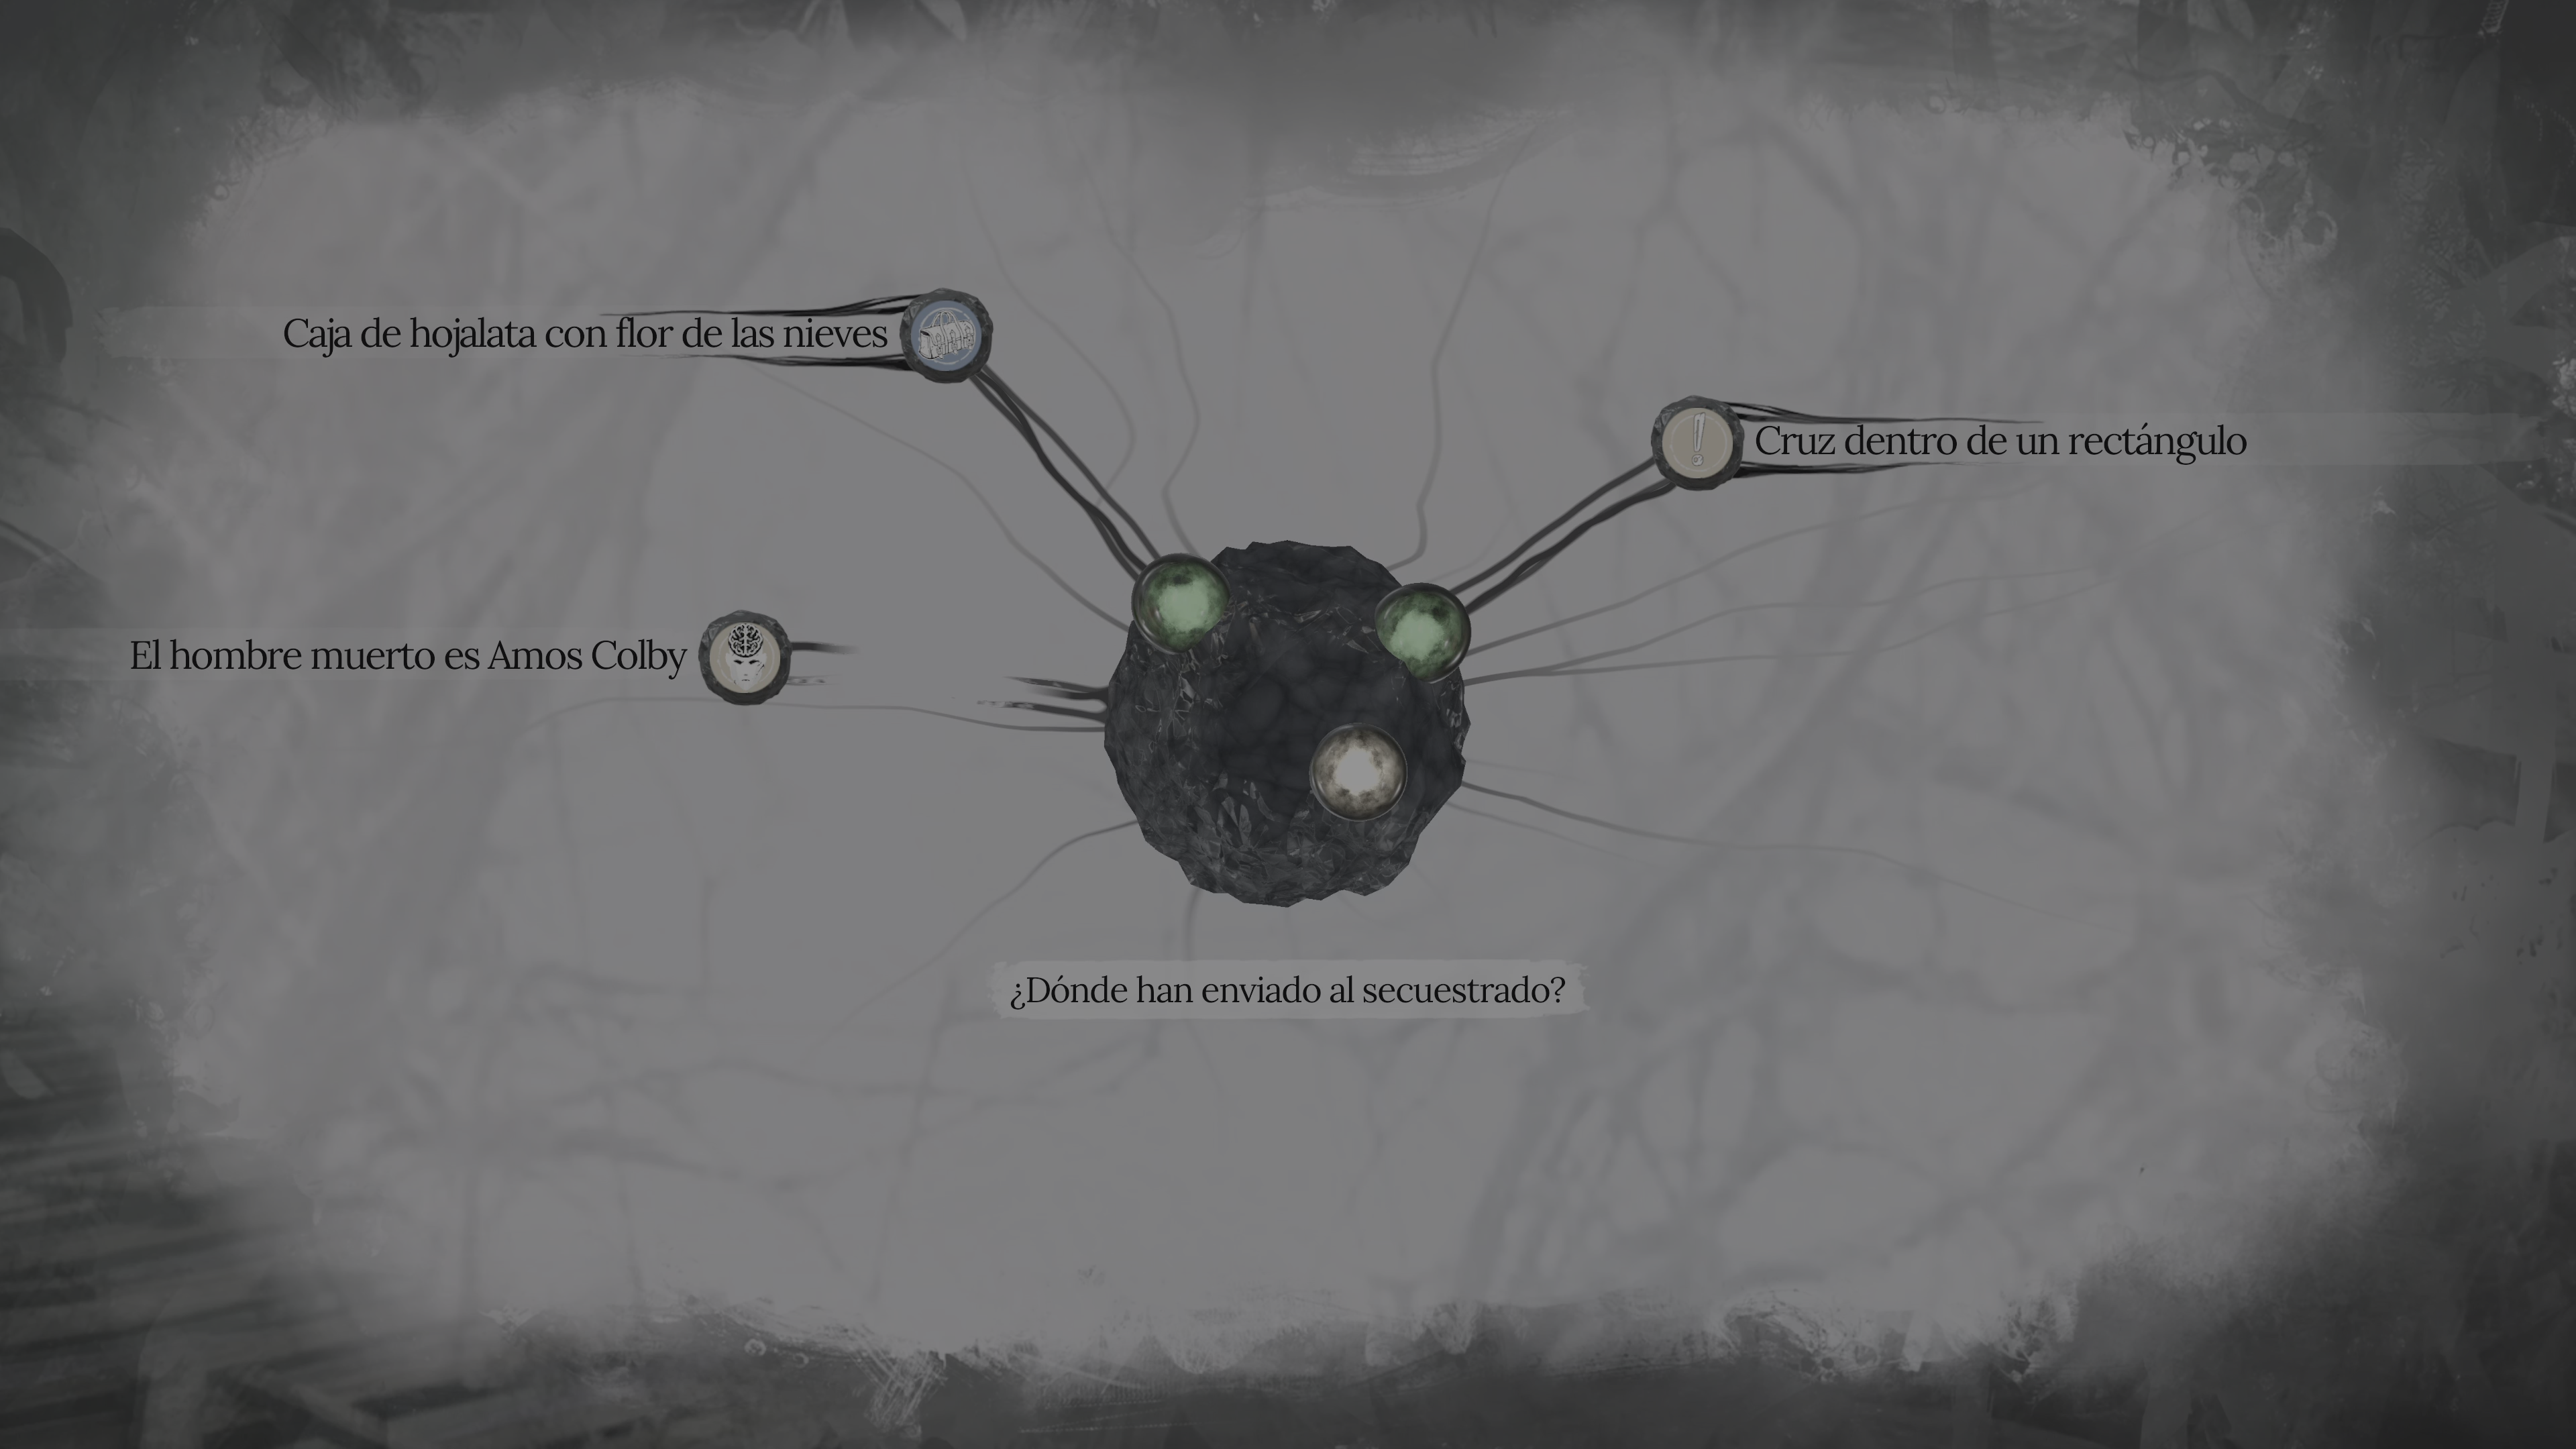 Caja de hojalata con flor de las nieves
Cruz dentro de un rectángulo
El hombre muerto es Amos Colby
¿Dónde han enviado al secuestrado?